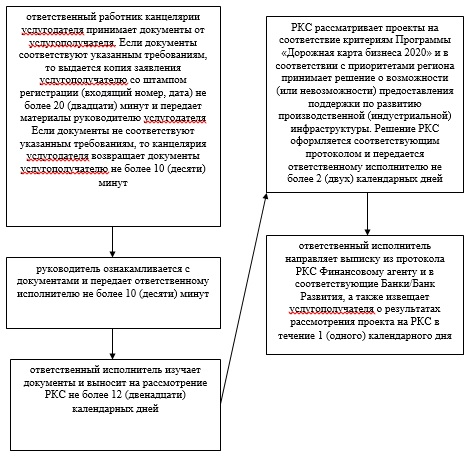 ответственный работник канцелярии
услугодателя принимает документы от
услугополучателя. Если документы
соответствуют указанным требованиям,
то выдается копия заявления
услугополучателю со штампом
регистрации (входящий номер, дата) не
более 20 (двадцати) минут и передает
материалы руководителю услугодателя
Если документы не соответствуют
указанным требованиям, то канцелярия
услугодателя возвращает документы
услугополучателю не более 10 (десяти)
минут
руководитель ознакамливается с
документами и передает ответственному
исполнителю не более 10 (десяти) минут
ответственный исполнитель изучает
документы и выносит на рассмотрение
РКС не более 12 (двенадцати)
календарных дней
РКС рассматривает проекты на
соответствие критериям Программы
«Дорожная карта бизнеса 2020» и в
соответствии с приоритетами региона
принимает решение о возможности
(или невозможности) предоставления
поддержки по развитию
производственной (индустриальной)
инфраструктуры. Решение РКС
оформляется соответствующим
протоколом и передается
ответственному исполнителю не
более 2 (двух) календарных дней
ответственный исполнитель
направляет выписку из протокола
РКС Финансовому агенту и в
соответствующие Банки/Банк
Развития, а также извещает
услугополучателя о результатах
рассмотрения проекта на РКС в
течение 1 (одного) календарного дня